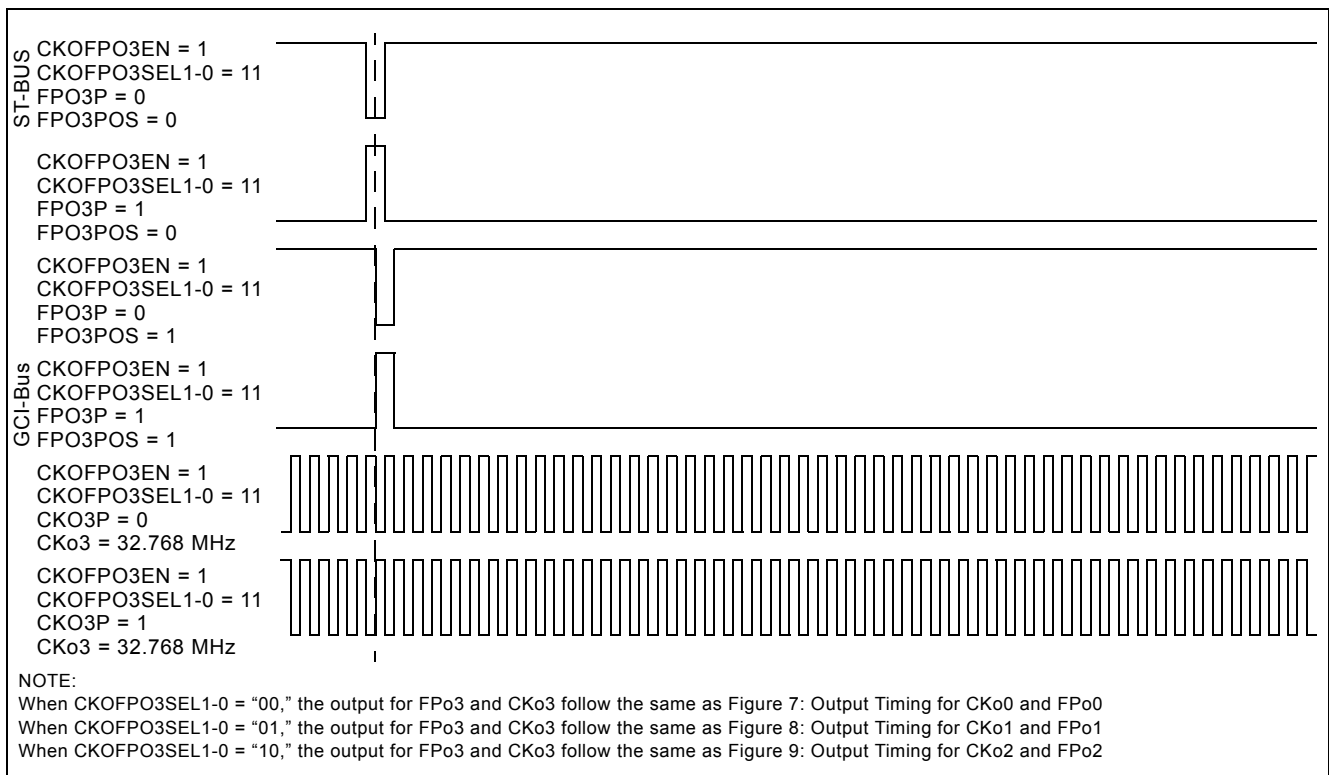 ST-BUS
CKOFPO3EN = 1
CKOFPO3SEL1-0 = 11
FPO3P = 0
FPO3POS = 0
CKOFPO3EN = 1
CKOFPO3SEL1-0 = 11
FPO3P = 1
FPO3POS = 0
CKOFPO3EN = 1
CKOFPO3SEL1-0 = 11
FPO3P = 0
FPO3POS = 1
GCI-Bus
CKOFPO3EN = 1
CKOFPO3SEL1-0 = 11
FPO3P = 1
FPO3POS = 1
CKOFPO3EN = 1
CKOFPO3SEL1-0 = 11
CKO3P = 0
CKo3 = 32.768 MHz
CKOFPO3EN = 1
CKOFPO3SEL1-0 = 11
CKO3P = 1
CKo3 = 32.768 MHz
NOTE:
When CKOFPO3SEL1-0 = “00,” the output for FPo3 and CKo3 follow the same as Figure 7: Output Timing for CKo0 and FPo0
When CKOFPO3SEL1-0 = “01,” the output for FPo3 and CKo3 follow the same as Figure 8: Output Timing for CKo1 and FPo1
When CKOFPO3SEL1-0 = “10,” the output for FPo3 and CKo3 follow the same as Figure 9: Output Timing for CKo2 and FPo2